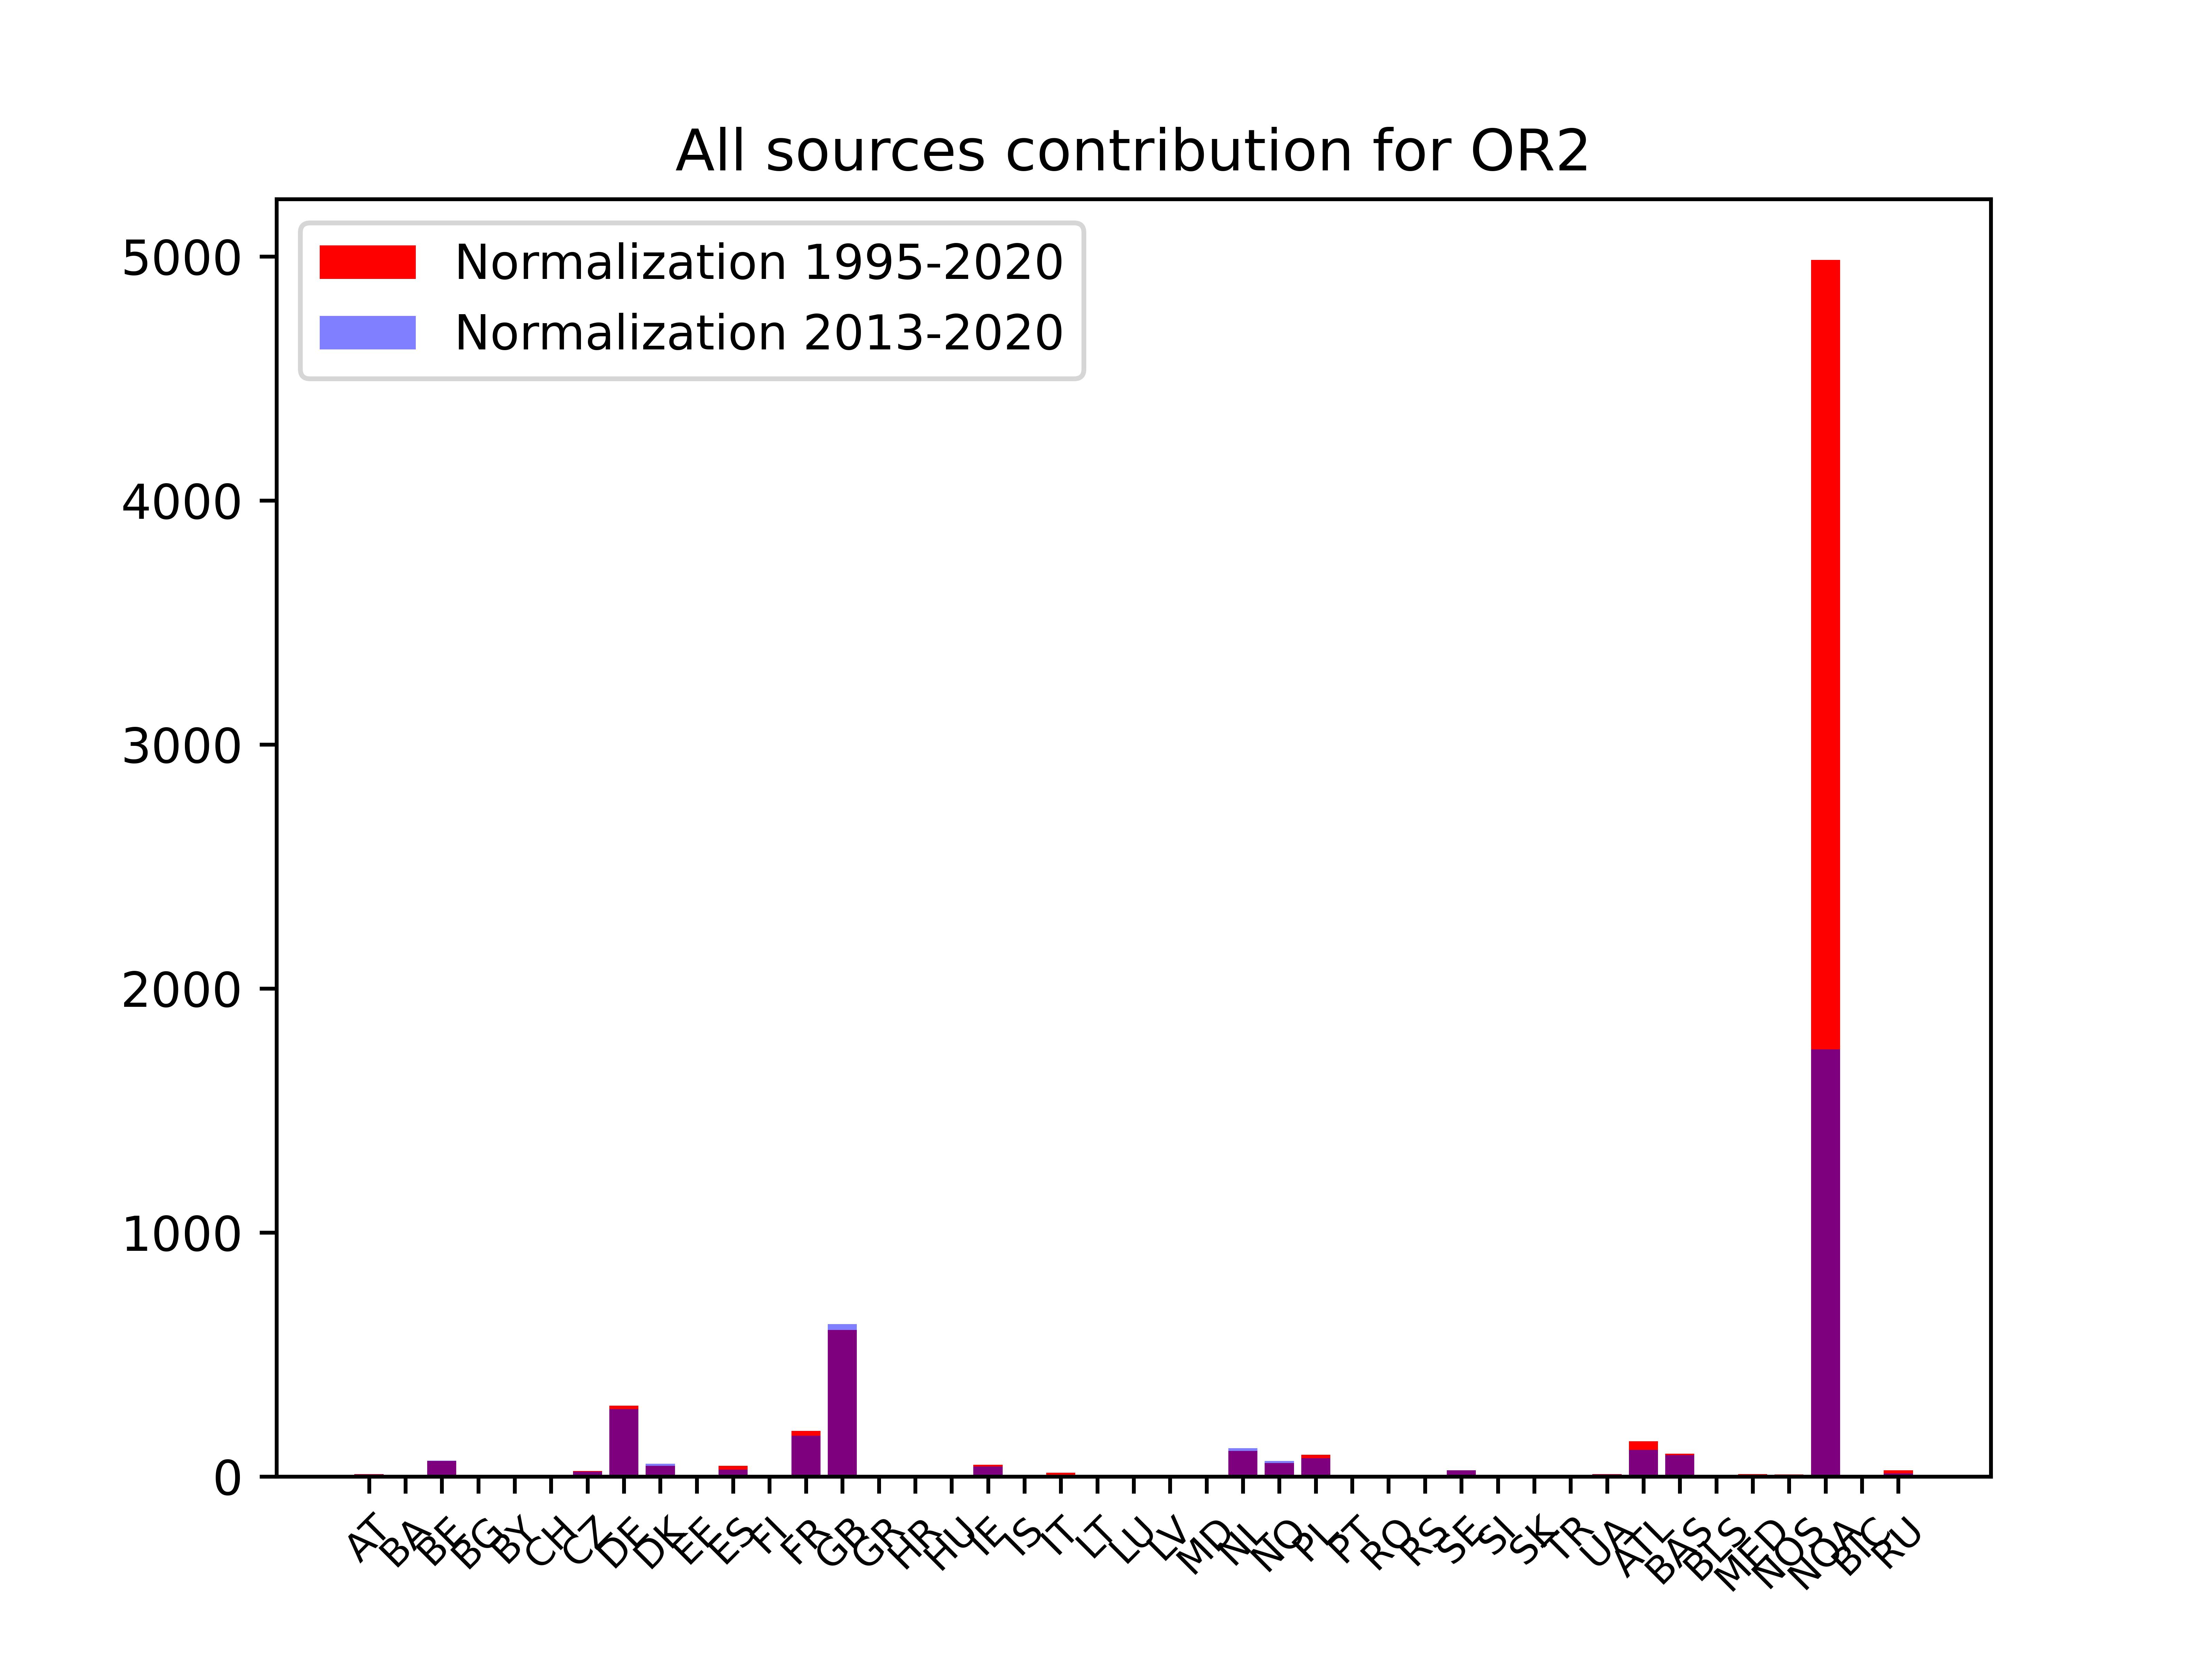 All sources contribution for OR2
Normalization 1995-2020
Normalization 2013-2020
5000
4000
3000
2000
1000
0
AT
BA
BE
BG
BY
CH
CZ
DE
DK
EE
ES
FI
FR
GB
GR
HR
HU
IE
IS
IT
LT
LU
LV
MD
NL
NO
PL
PT
RO
RS
SE
SI
SK
TR
UA
ATL
BAS
BLS
MED
NOS
NOA
BIC
RU